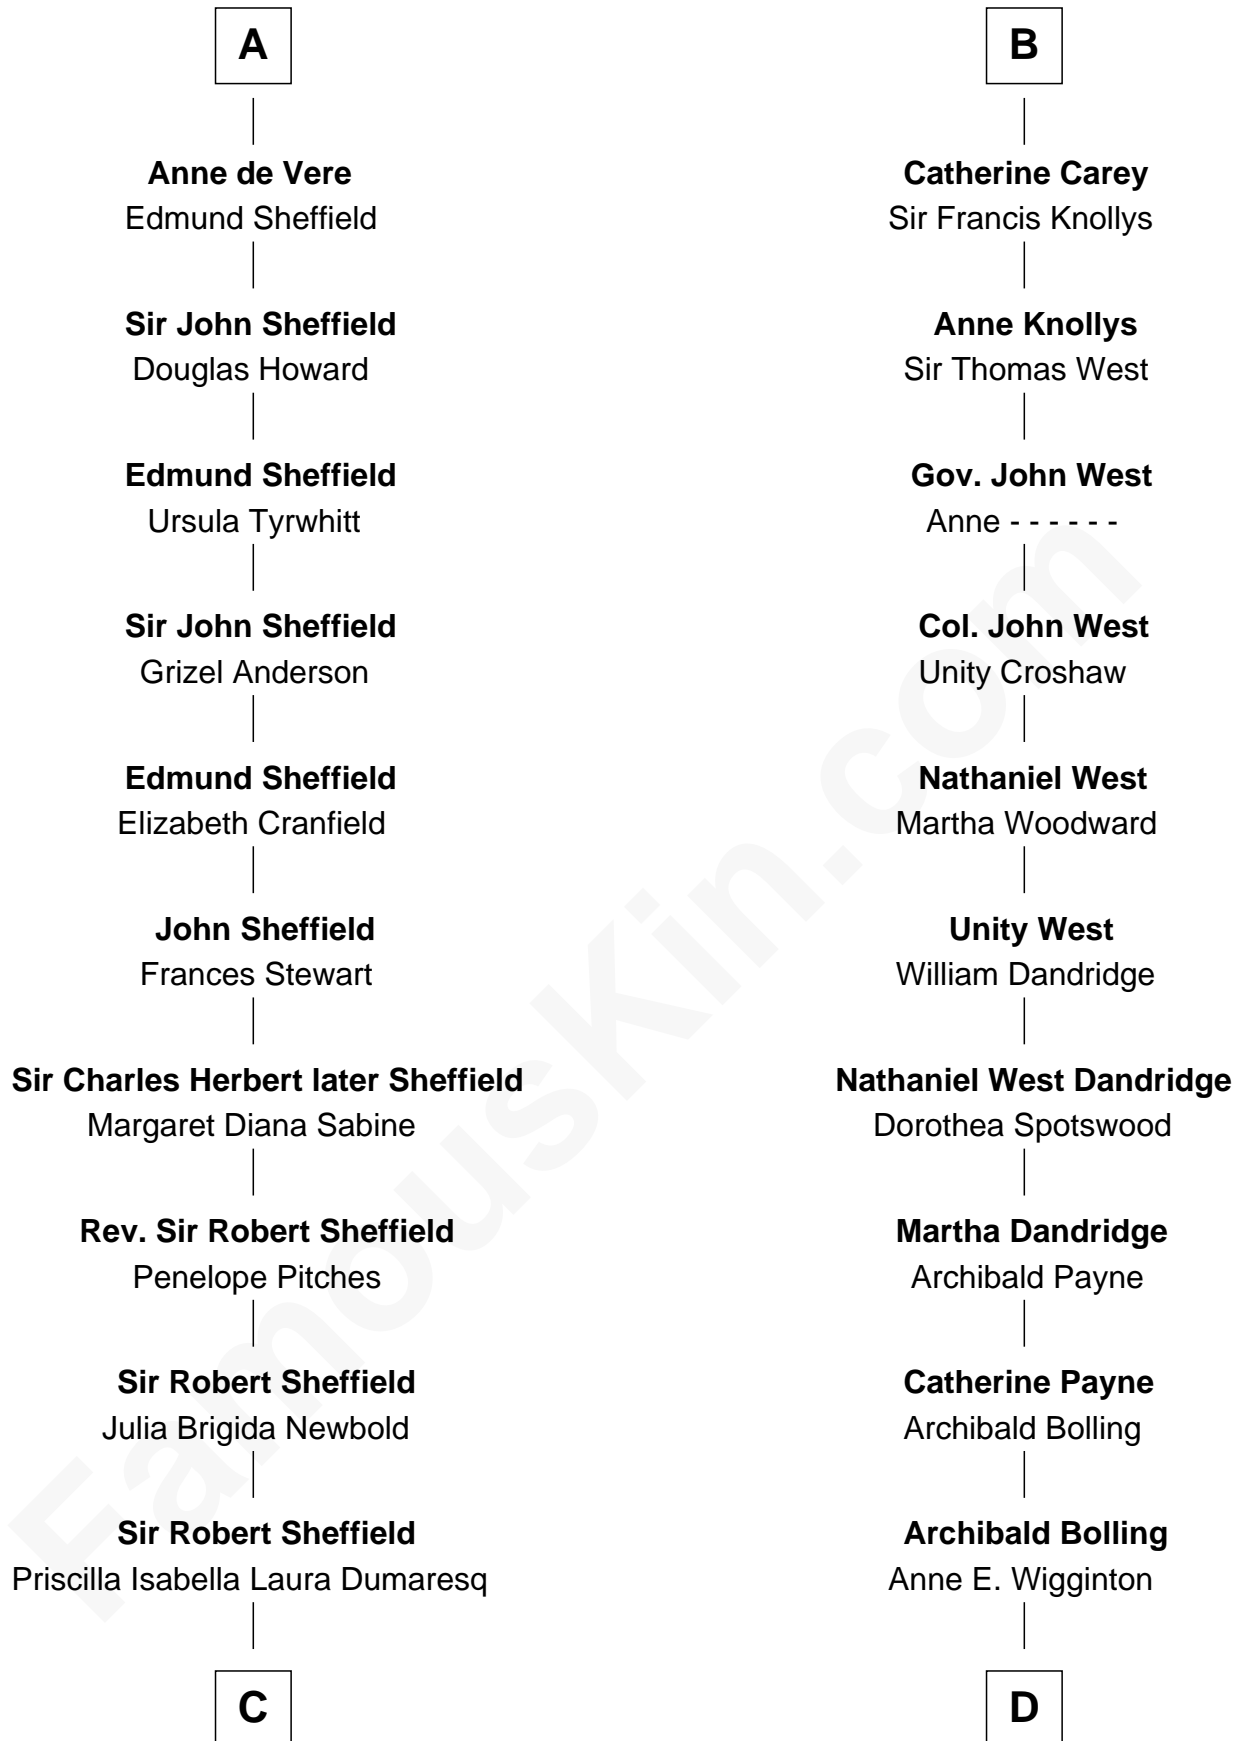 A
Anne de Vere
Edmund Sheffield
Sir John Sheffield
Douglas Howard
Edmund Sheffield
Ursula Tyrwhitt
Sir John Sheffield
Grizel Anderson
Edmund Sheffield
Elizabeth Cranfield
John Sheffield
Frances Stewart
Sir Charles Herbert later Sheffield
Margaret Diana Sabine
Rev. Sir Robert Sheffield
Penelope Pitches
Sir Robert Sheffield
Julia Brigida Newbold
Sir Robert Sheffield
Priscilla Isabella Laura Dumaresq
C
B
Catherine Carey
Sir Francis Knollys
Anne Knollys
Sir Thomas West
Gov. John West
Anne - - - - - -
Col. John West
Unity Croshaw
Nathaniel West
Martha Woodward
Unity West
William Dandridge
Nathaniel West Dandridge
Dorothea Spotswood
Martha Dandridge
Archibald Payne
Catherine Payne
Archibald Bolling
Archibald Bolling
Anne E. Wigginton
D
FamousKin.com